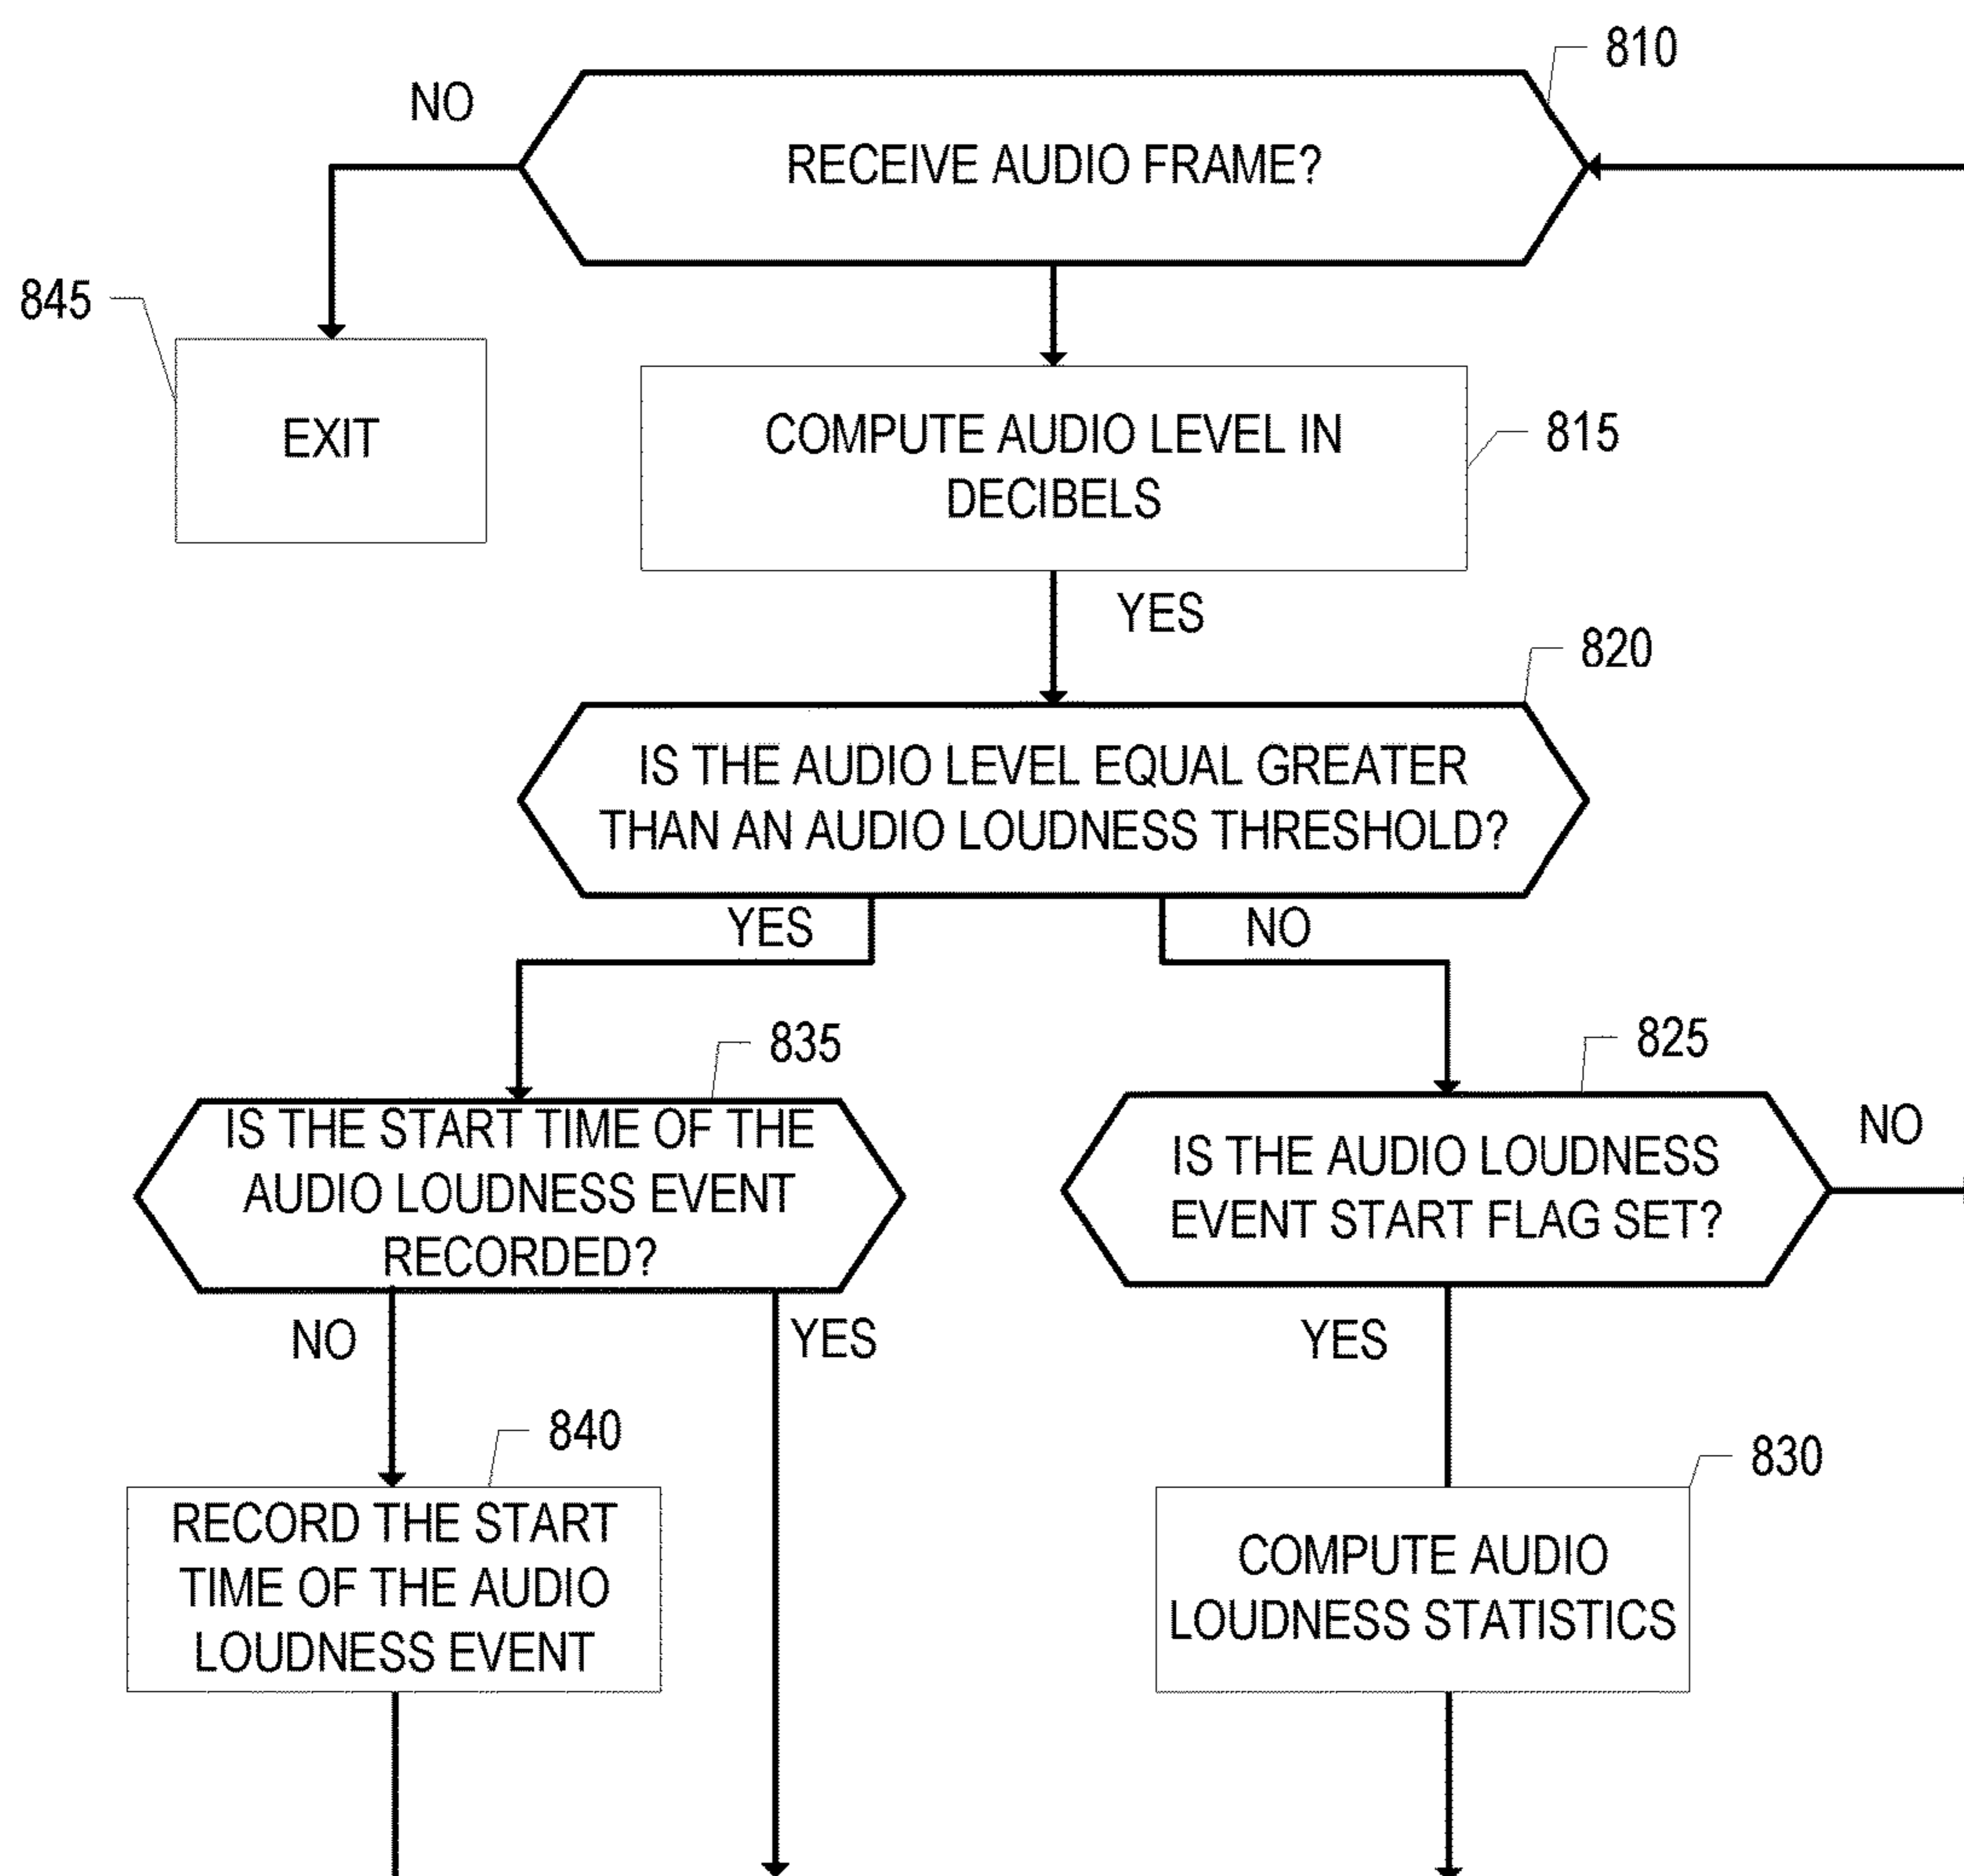 810
NO
RECEIVE AUDIO FRAME?
845
EXIT
COMPUTE AUDIO LEVEL IN
DECIBELS
815
YES
820
IS THE AUDIO LEVEL EQUAL GREATER
THAN AN AUDIO LOUDNESS THRESHOLD?
YES
NO
835
825
IS THE START TIME OF THE
AUDIO LOUDNESS EVENT
RECORDED?
IS THE AUDIO LOUDNESS
EVENT START FLAG SET?
NO
NO
YES
YES
840
830
RECORD THE START
TIME OF THE AUDIO
LOUDNESS EVENT
COMPUTE AUDIO
LOUDNESS STATISTICS